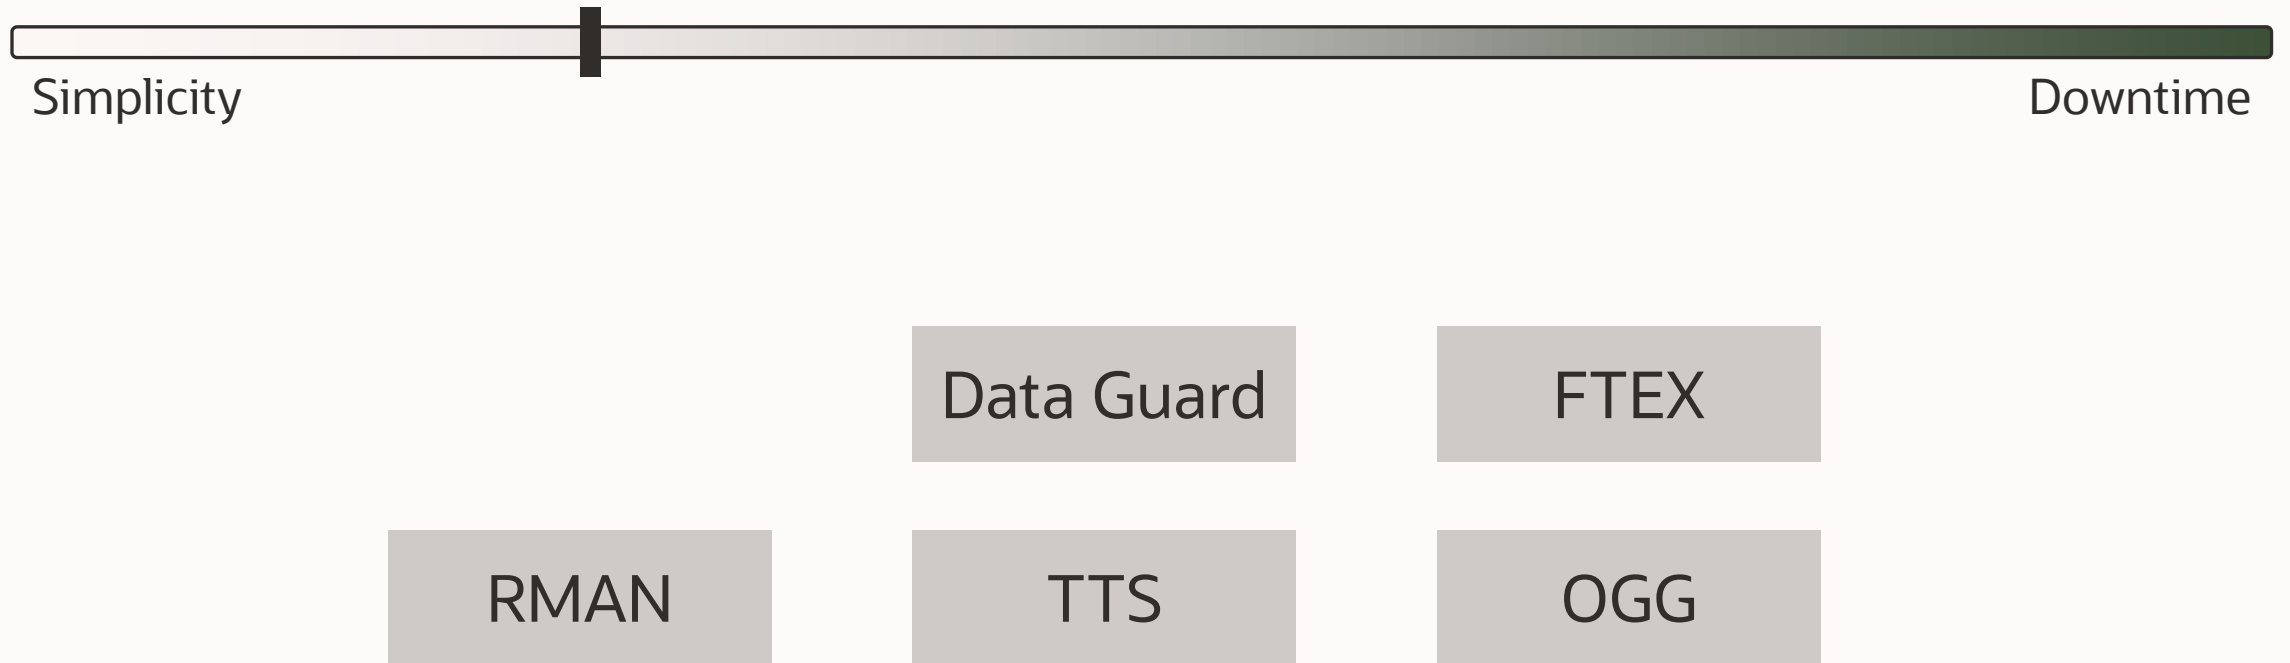 Simplicity
Downtime
Data Guard
FTEX
RMAN
TTS
OGG